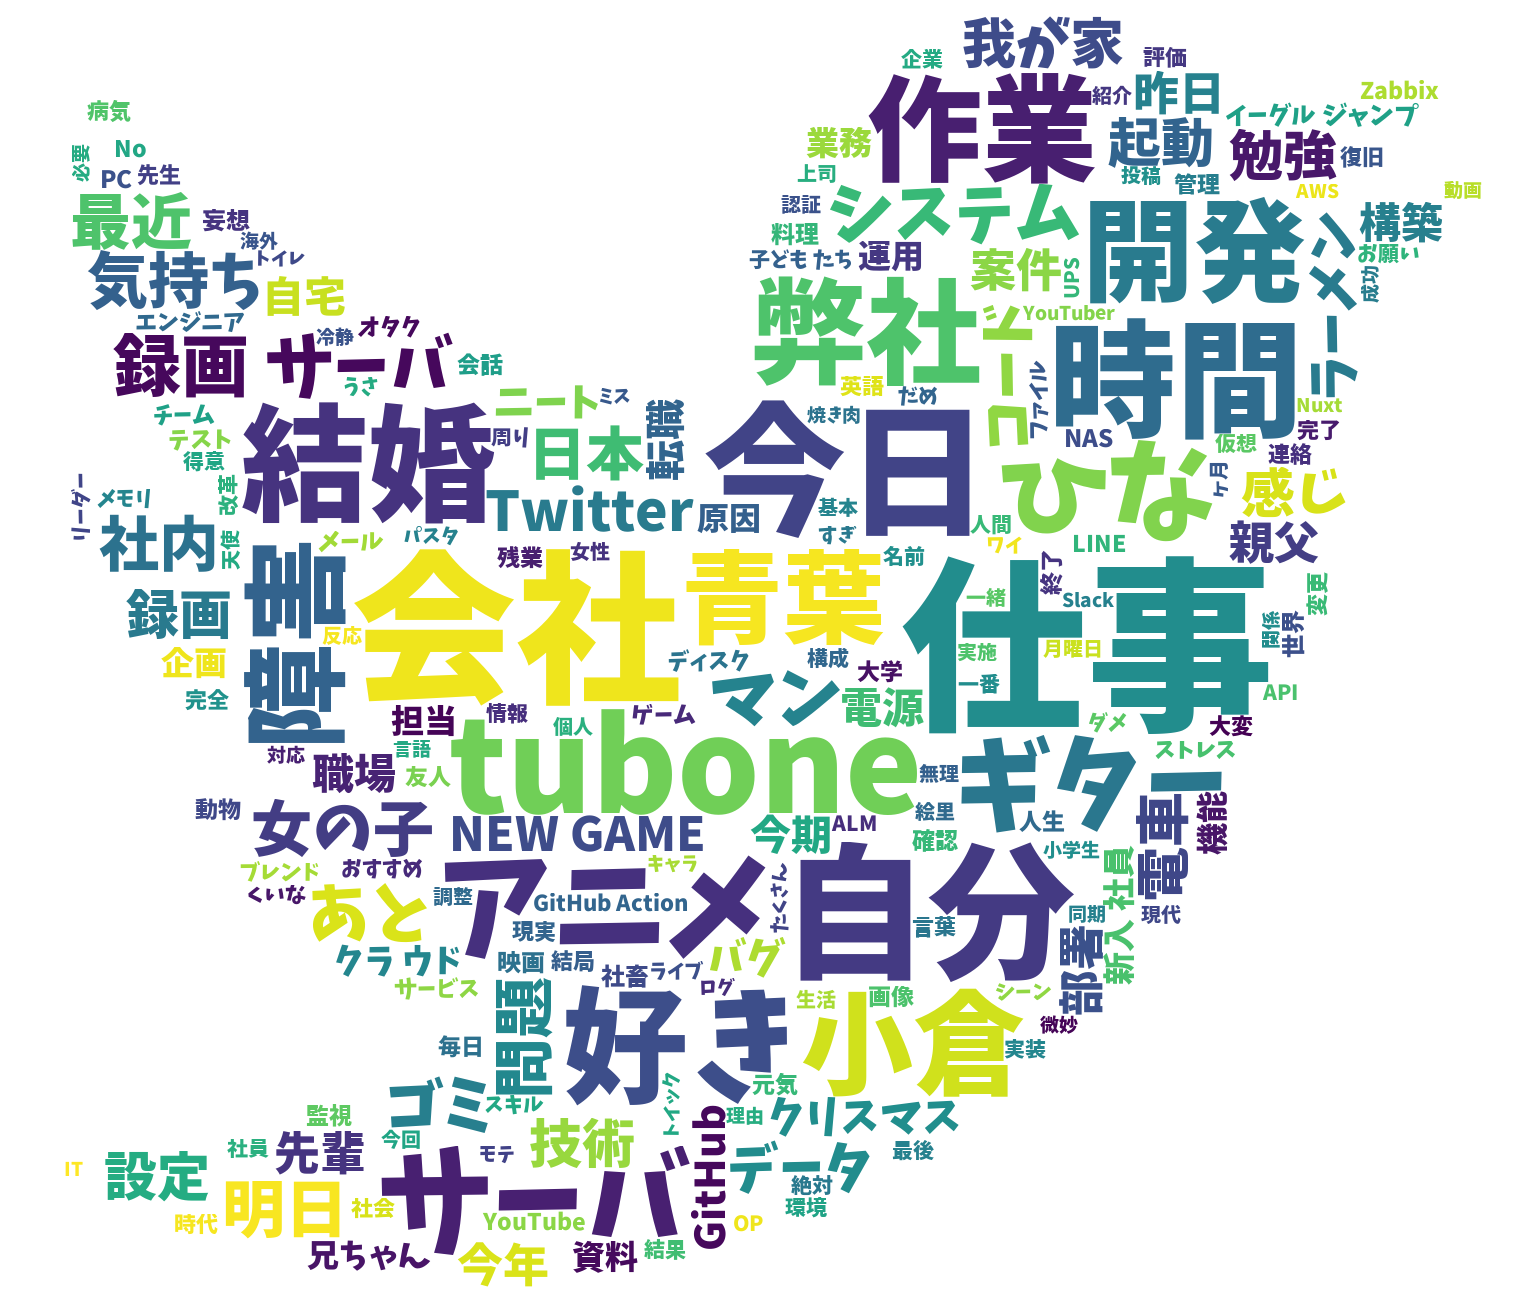 我が家
企業
評価
作業
紹介
昨日
Zabbix
イーグル ジャンプ
病気
業務
起動
勉強
復旧
必要
No
PC
先生
上司
投稿
管理
AWS
動画
最近
妄想
認証
システム
開発
構築
海外
トイレ
料理
子ども たち
運用
案件
UPS
ラーメン
お願い
成功
気持ち
自宅
弊社
コード
YouTuber
エンジニア
冷静
オタク
時間
録画
サーバ
会話
うさ
英語
だめ
ファイル
ニート
ミス
焼き肉
Nuxt
結婚
チーム
テスト
得意
周り
日本
転職
今日
NAS
仮想
完了
連絡
ひな
ヶ月
感じ
リーダー
メモリ
改革
Twitter
原因
基本
すぎ
人間
ワイ
LINE
親父
社内
天使
メール
パスタ
残業
女性
名前
障害
会社
青葉
仕事
終了
Slack
一緒
変更
録画
反応
関係
世界
企画
ディスク
構成
大学
実施
月曜日
完全
マン
電源
一番
API
担当
情報
ゲーム
個人
ダメ
大変
対応
言語
tubone
ギター
ストレス
職場
友人
無理
動物
女の子
NEW GAME
今期
ALM
絵里
人生
電車
機能
確認
小学生
ブレンド
おすすめ
キャラ
くいな
あと
調整
アニメ
GitHub Action
たくさん
自分
言葉
同期
新入 社員
現代
現実
クラウド
映画
結局
社畜
ライブ
バグ
部署
サービス
問題
好き
ログ
生活
画像
シーン
小倉
微妙
毎日
実装
ゴミ
スキル
トイック
元気
監視
理由
クリスマス
社員
先輩
今回
技術
GitHub
最後
IT
設定
モテ
サーバ
データ
絶対
時代
明日
社会
YouTube
環境
OP
兄ちゃん
今年
資料
結果